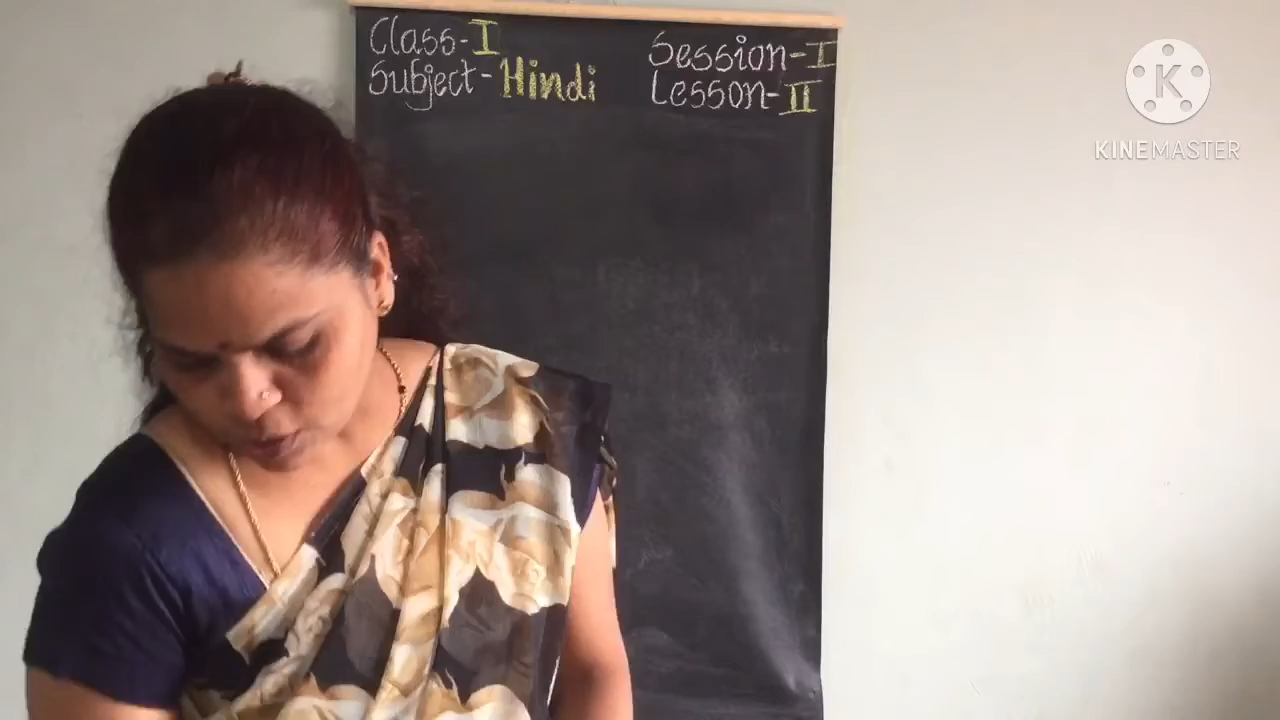 Class-I
Subject-Hindi
Session-I
Lesson-II
K
KINEMASTER